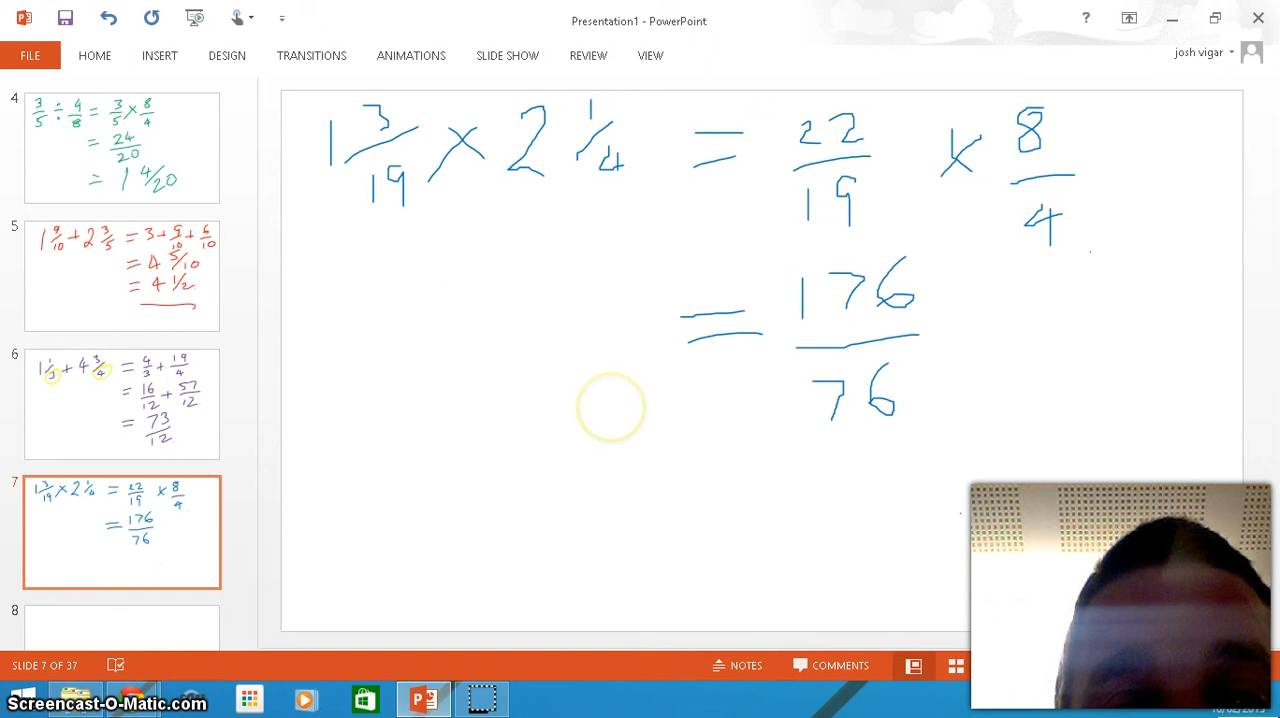 Presentation1 - PowerPoint
?
FILE HOME INSERT DESIGN TRANSITIONS ANIMATIONS SLIDE SHOW REVIEW VIEW
josh vigar
4
3/5 ÷ 4/8 = 3/5 × 8/4
= 24/20
= 1 4/20
5
1 9/10 + 2 3/5 = 3 + 9/10 + 6/10
= 4 5/10
= 4 1/2
6
1 1/3 + 4 3/4 = 4/3 + 19/4
= 16/12 + 57/12
= 73/12
7
1 3/19 × 2 1/4 = 22/19 × 8/4
= 176/76
8
1 3/19 × 2 1/4 = 22/19 × 8/4
= 176/76
SLIDE 7 OF 37 NOTES COMMENTS
Screencast-O-Matic.com